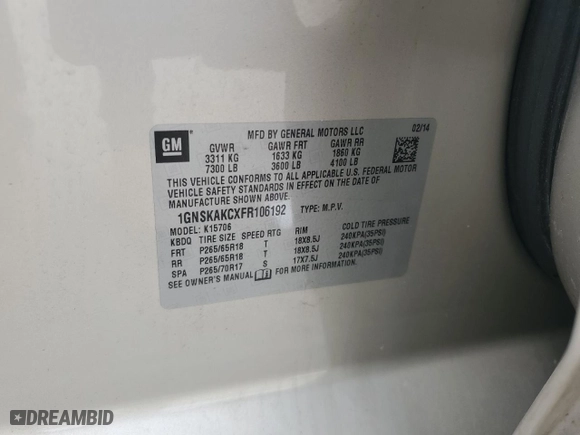 GM
MFD BY GENERAL MOTORS LLC 02/14
GVWR GAWR FRT GAWR RR
3311 KG 1633 KG 1860 KG
7300 LB 3600 LB 4100 LB
THIS VEHICLE CONFORMS TO ALL APPLICABLE U.S. FEDERAL MOTOR
VEHICLE SAFETY STANDARDS IN EFFECT ON THE DATE OF
MANUFACTURE SHOWN ABOVE.
1GNSKAKCXFR106192 TYPE: M.P.V.
MODEL: K15706
KBDQ TIRE SIZE SPEED RTG RIM
FRT P265/65R18 T 18X8.5J 240KPA(35PSI)
RR P265/65R18 T 18X8.5J 240KPA(35PSI)
SPA P265/70R17 S 17X7.5J 240KPA(35PSI)
COLD TIRE PRESSURE
SEE OWNER'S MANUAL FOR MORE INFORMATION.
DREAMBID